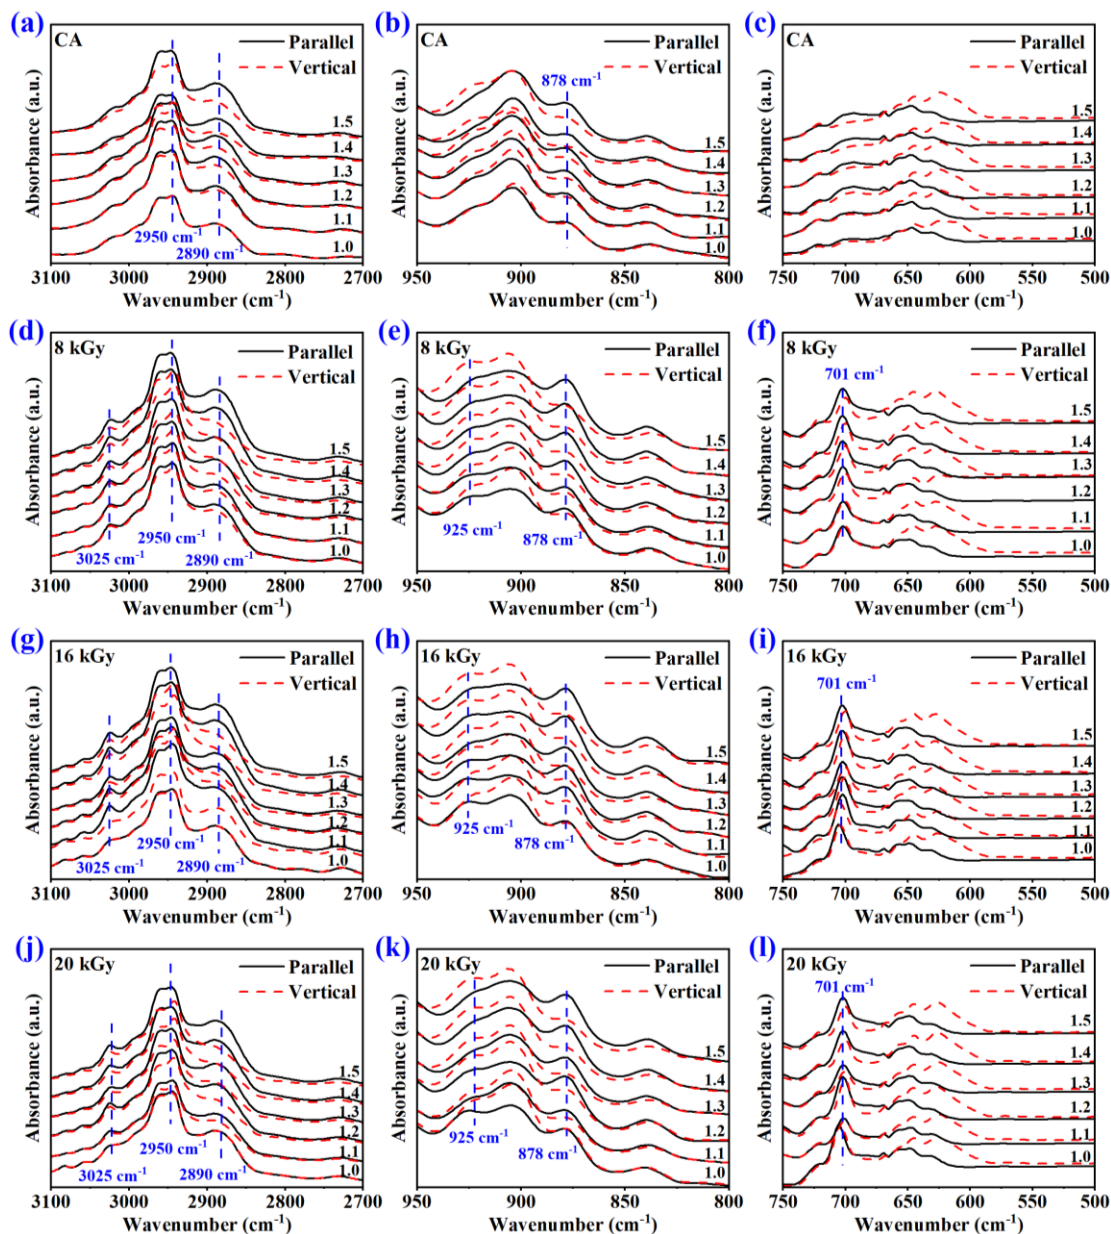 (a)
CA
Parallel
Vertical
1.5
1.4
1.3
1.2
1.1
1.0
2950 cm⁻¹
2890 cm⁻¹
3100 3000 2900 2800 2700
Wavenumber (cm⁻¹)
Absorbance (a.u.)
(b)
CA
Parallel
Vertical
878 cm⁻¹
1.5
1.4
1.3
1.2
1.1
1.0
950 900 850 800
Wavenumber (cm⁻¹)
Absorbance (a.u.)
(c)
CA
Parallel
Vertical
1.5
1.4
1.3
1.2
1.1
1.0
750 700 650 600 550 500
Wavenumber (cm⁻¹)
Absorbance (a.u.)
(d)
8 kGy
Parallel
Vertical
1.5
1.4
1.3
1.2
1.1
1.0
2950 cm⁻¹
3025 cm⁻¹
2890 cm⁻¹
3100 3000 2900 2800 2700
Wavenumber (cm⁻¹)
Absorbance (a.u.)
(e)
8 kGy
Parallel
Vertical
1.5
1.4
1.3
1.2
1.1
1.0
925 cm⁻¹
878 cm⁻¹
950 900 850 800
Wavenumber (cm⁻¹)
Absorbance (a.u.)
(f)
8 kGy
Parallel
Vertical
701 cm⁻¹
1.5
1.4
1.3
1.2
1.1
1.0
750 700 650 600 550 500
Wavenumber (cm⁻¹)
Absorbance (a.u.)
(g)
16 kGy
Parallel
Vertical
1.5
1.4
1.3
1.2
1.1
1.0
2950 cm⁻¹
3025 cm⁻¹
2890 cm⁻¹
3100 3000 2900 2800 2700
Wavenumber (cm⁻¹)
Absorbance (a.u.)
(h)
16 kGy
Parallel
Vertical
1.5
1.4
1.3
1.2
1.1
1.0
925 cm⁻¹
878 cm⁻¹
950 900 850 800
Wavenumber (cm⁻¹)
Absorbance (a.u.)
(i)
16 kGy
Parallel
Vertical
701 cm⁻¹
1.5
1.4
1.3
1.2
1.1
1.0
750 700 650 600 550 500
Wavenumber (cm⁻¹)
Absorbance (a.u.)
(j)
20 kGy
Parallel
Vertical
1.5
1.4
1.3
1.2
1.1
1.0
2950 cm⁻¹
3025 cm⁻¹
2890 cm⁻¹
3100 3000 2900 2800 2700
Wavenumber (cm⁻¹)
Absorbance (a.u.)
(k)
20 kGy
Parallel
Vertical
1.5
1.4
1.3
1.2
1.1
1.0
925 cm⁻¹
878 cm⁻¹
950 900 850 800
Wavenumber (cm⁻¹)
Absorbance (a.u.)
(l)
20 kGy
Parallel
Vertical
701 cm⁻¹
1.5
1.4
1.3
1.2
1.1
1.0
750 700 650 600 550 500
Wavenumber (cm⁻¹)
Absorbance (a.u.)